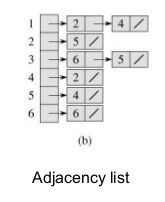 1 2 4 /
2 5 /
3 6 5 /
4 2 /
5 4 /
6 6 /
(b)
Adjacency list